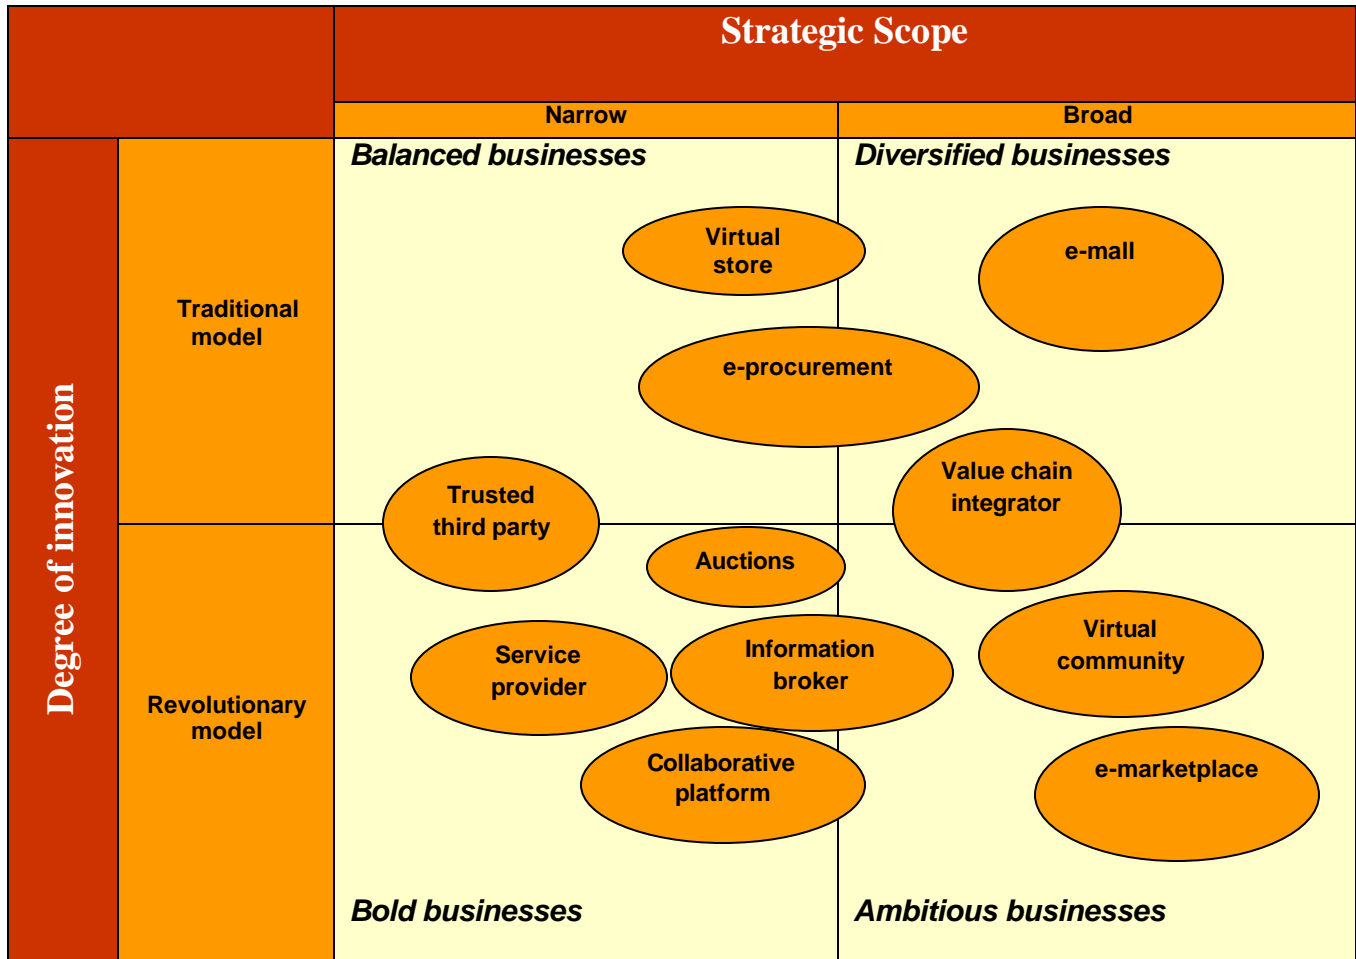 Strategic Scope
Narrow
Broad
Degree of innovation
Traditional
model
Balanced businesses
Diversified businesses
Virtual
store
e-mall
e-procurement
Value chain
integrator
Trusted
third party
Revolutionary
model
Auctions
Service
provider
Information
broker
Virtual
community
Collaborative
platform
e-marketplace
Bold businesses
Ambitious businesses